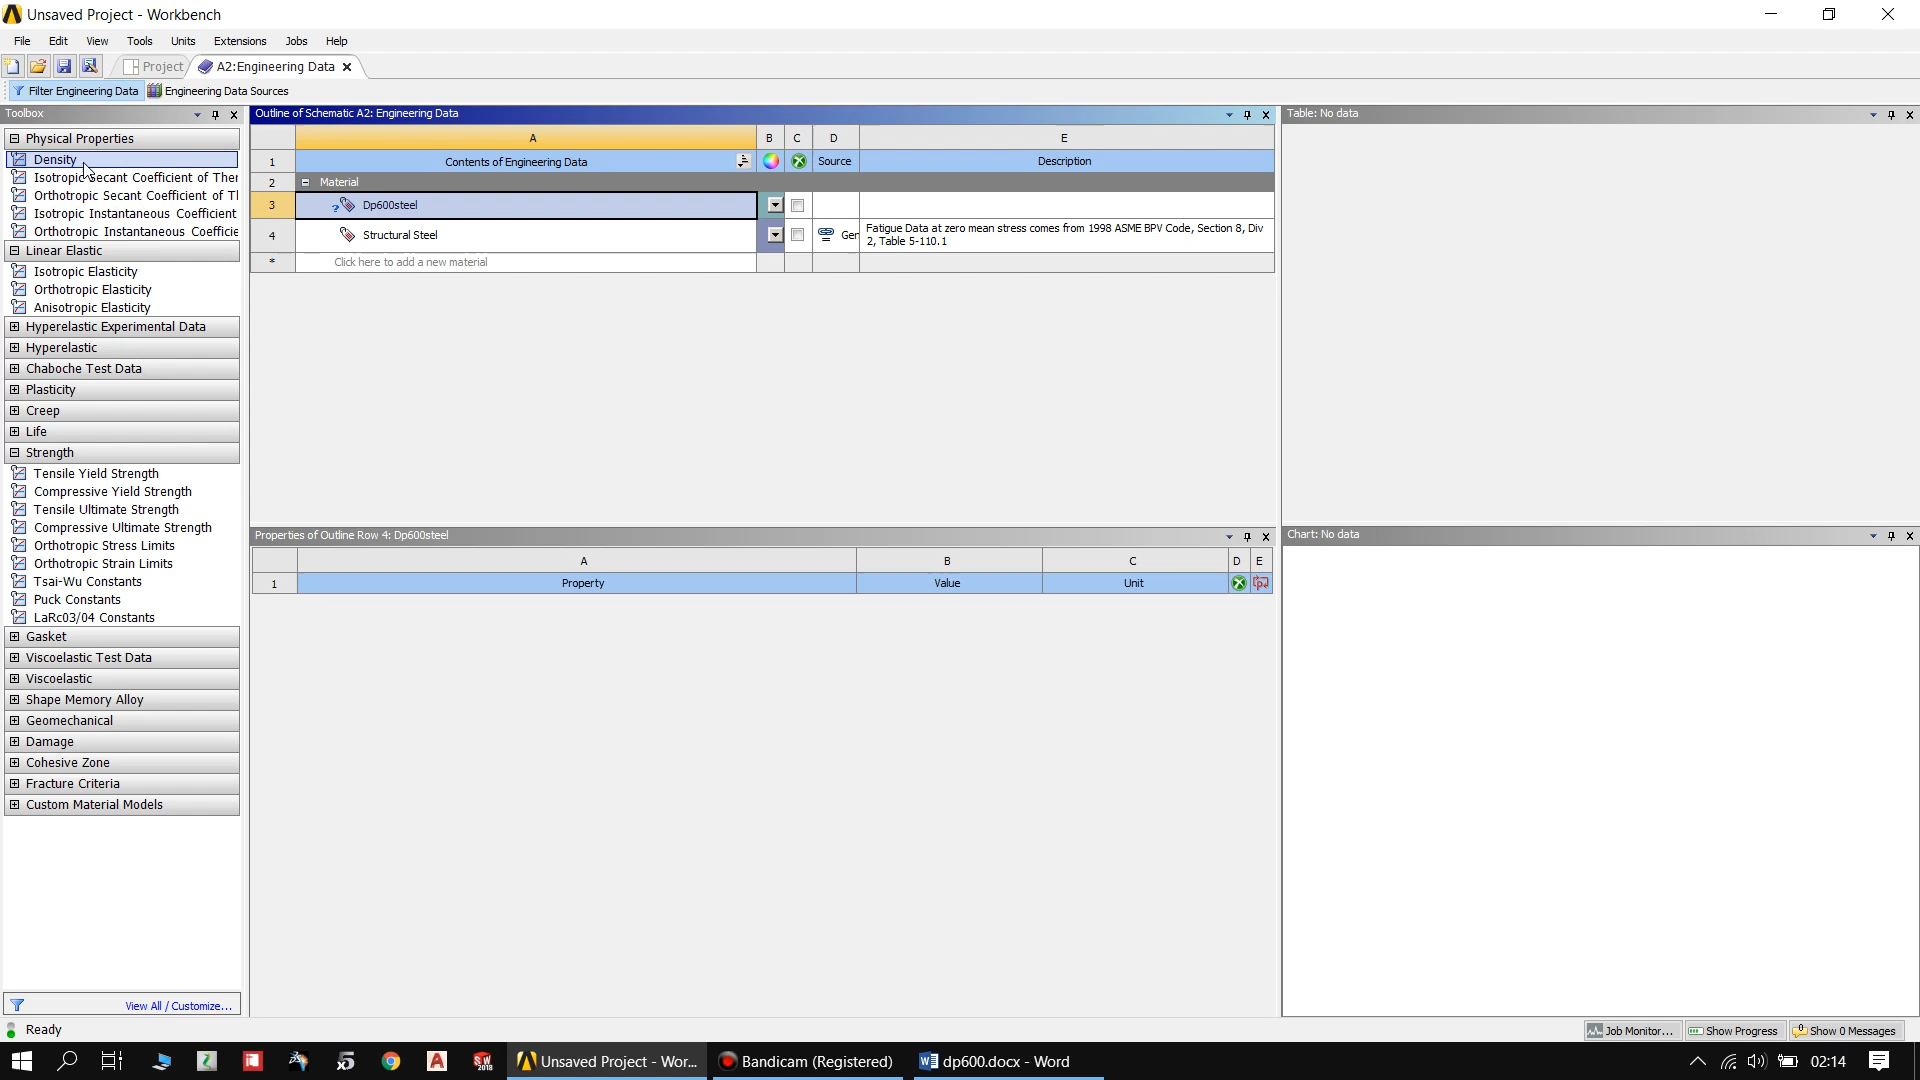 Unsaved Project - Workbench
File Edit View Tools Units Extensions Jobs Help
Project A2:Engineering Data
Filter Engineering Data Engineering Data Sources
Toolbox
Physical Properties
Density
Isotropic Secant Coefficient of Ther
Orthotropic Secant Coefficient of Tl
Isotropic Instantaneous Coefficient
Orthotropic Instantaneous Coefficie
Linear Elastic
Isotropic Elasticity
Orthotropic Elasticity
Anisotropic Elasticity
Hyperelastic Experimental Data
Hyperelastic
Chaboche Test Data
Plasticity
Creep
Life
Strength
Tensile Yield Strength
Compressive Yield Strength
Tensile Ultimate Strength
Compressive Ultimate Strength
Orthotropic Stress Limits
Orthotropic Strain Limits
Tsai-Wu Constants
Puck Constants
LaRc03/04 Constants
Gasket
Viscoelastic Test Data
Viscoelastic
Shape Memory Alloy
Geomechanical
Damage
Cohesive Zone
Fracture Criteria
Custom Material Models
View All / Customize...
Outline of Schematic A2: Engineering Data
A B C D E
1 Contents of Engineering Data Source Description
2 Material
3 ? Dp600steel
4 Structural Steel Ger Fatigue Data at zero mean stress comes from 1998 ASME BPV Code, Section 8, Div
2, Table 5-110.1
* Click here to add a new material
Properties of Outline Row 4: Dp600steel
A B C D E
1 Property Value Unit
Table: No data
Chart: No data
Ready
Job Monitor... Show Progress Show 0 Messages
Unsaved Project - Wor... Bandicam (Registered) dp600.docx - Word 02:14